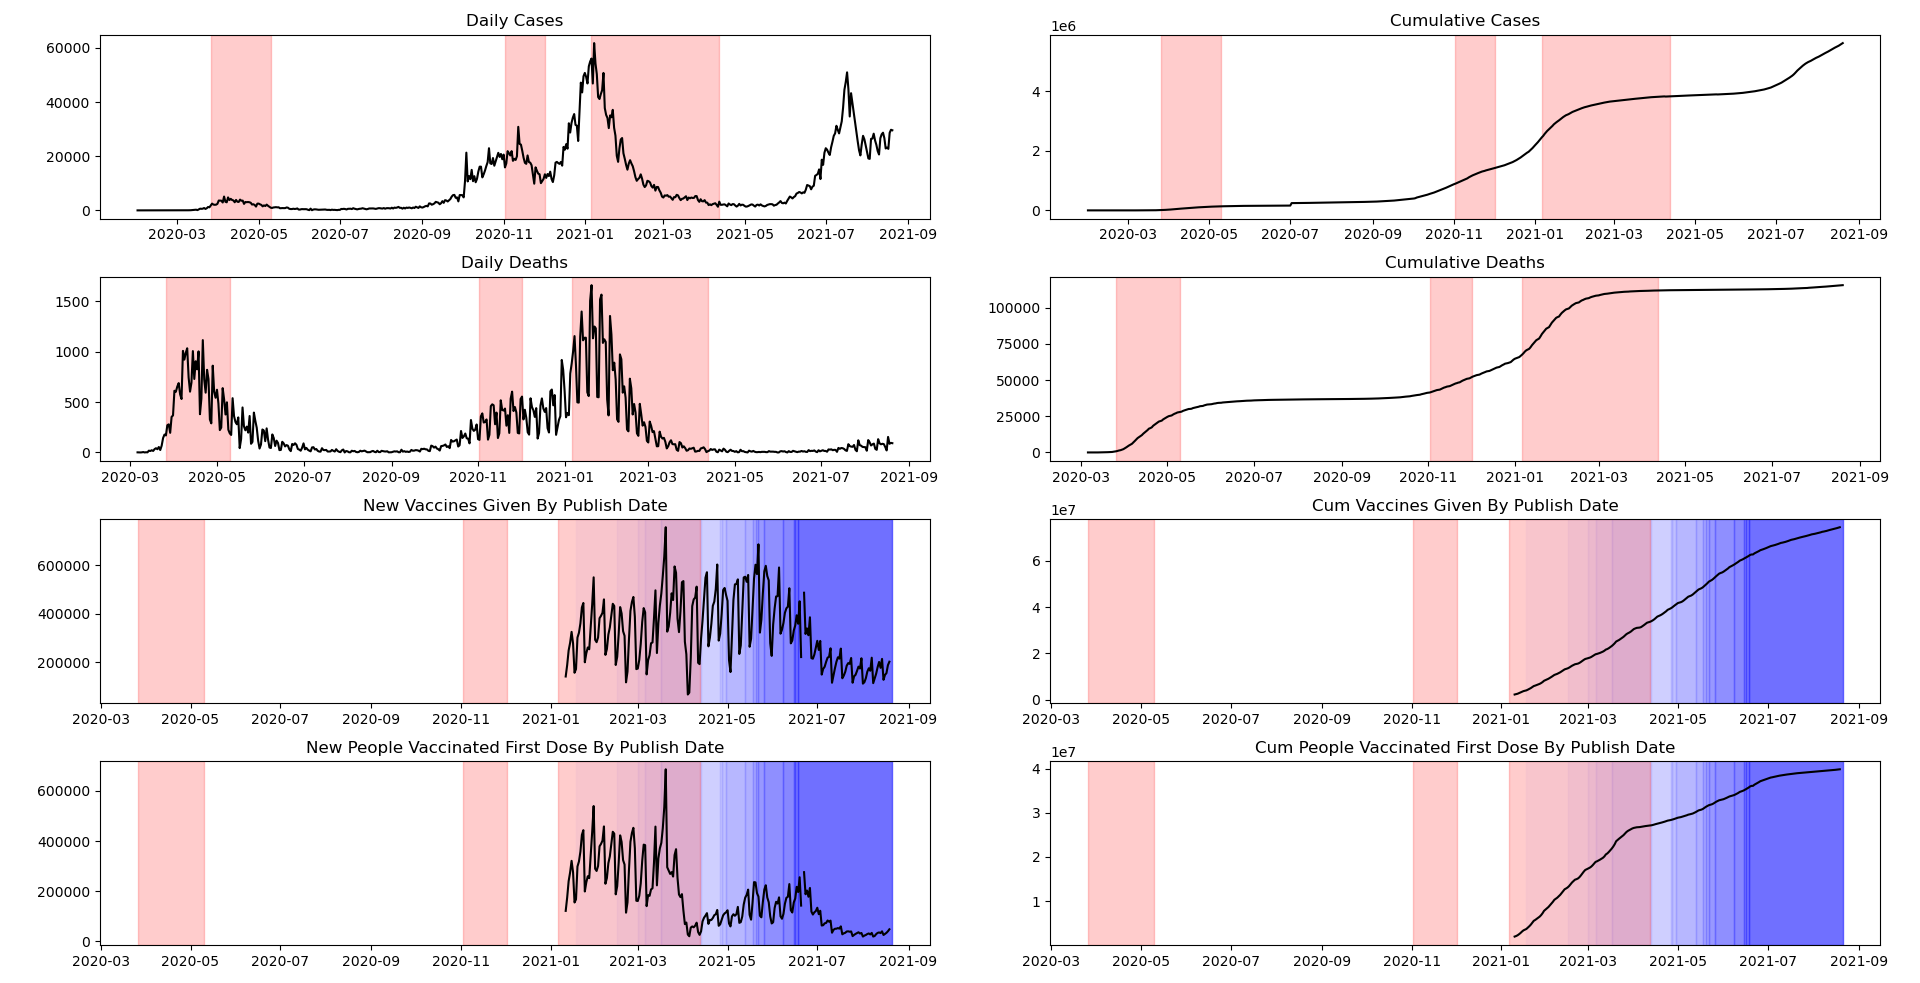 Daily Cases
60000
40000
20000
0
2020-03 2020-05 2020-07 2020-09 2020-11 2021-01 2021-03 2021-05 2021-07 2021-09
Cumulative Cases
1e6
4
2
0
2020-03 2020-05 2020-07 2020-09 2020-11 2021-01 2021-03 2021-05 2021-07 2021-09
Daily Deaths
1500
1000
500
0
2020-03 2020-05 2020-07 2020-09 2020-11 2021-01 2021-03 2021-05 2021-07 2021-09
Cumulative Deaths
100000
75000
50000
25000
0
2020-03 2020-05 2020-07 2020-09 2020-11 2021-01 2021-03 2021-05 2021-07 2021-09
New Vaccines Given By Publish Date
600000
400000
200000
2020-03 2020-05 2020-07 2020-09 2020-11 2021-01 2021-03 2021-05 2021-07 2021-09
Cum Vaccines Given By Publish Date
1e7
6
4
2
0
2020-03 2020-05 2020-07 2020-09 2020-11 2021-01 2021-03 2021-05 2021-07 2021-09
New People Vaccinated First Dose By Publish Date
600000
400000
200000
0
2020-03 2020-05 2020-07 2020-09 2020-11 2021-01 2021-03 2021-05 2021-07 2021-09
Cum People Vaccinated First Dose By Publish Date
1e7
4
3
2
1
2020-03 2020-05 2020-07 2020-09 2020-11 2021-01 2021-03 2021-05 2021-07 2021-09